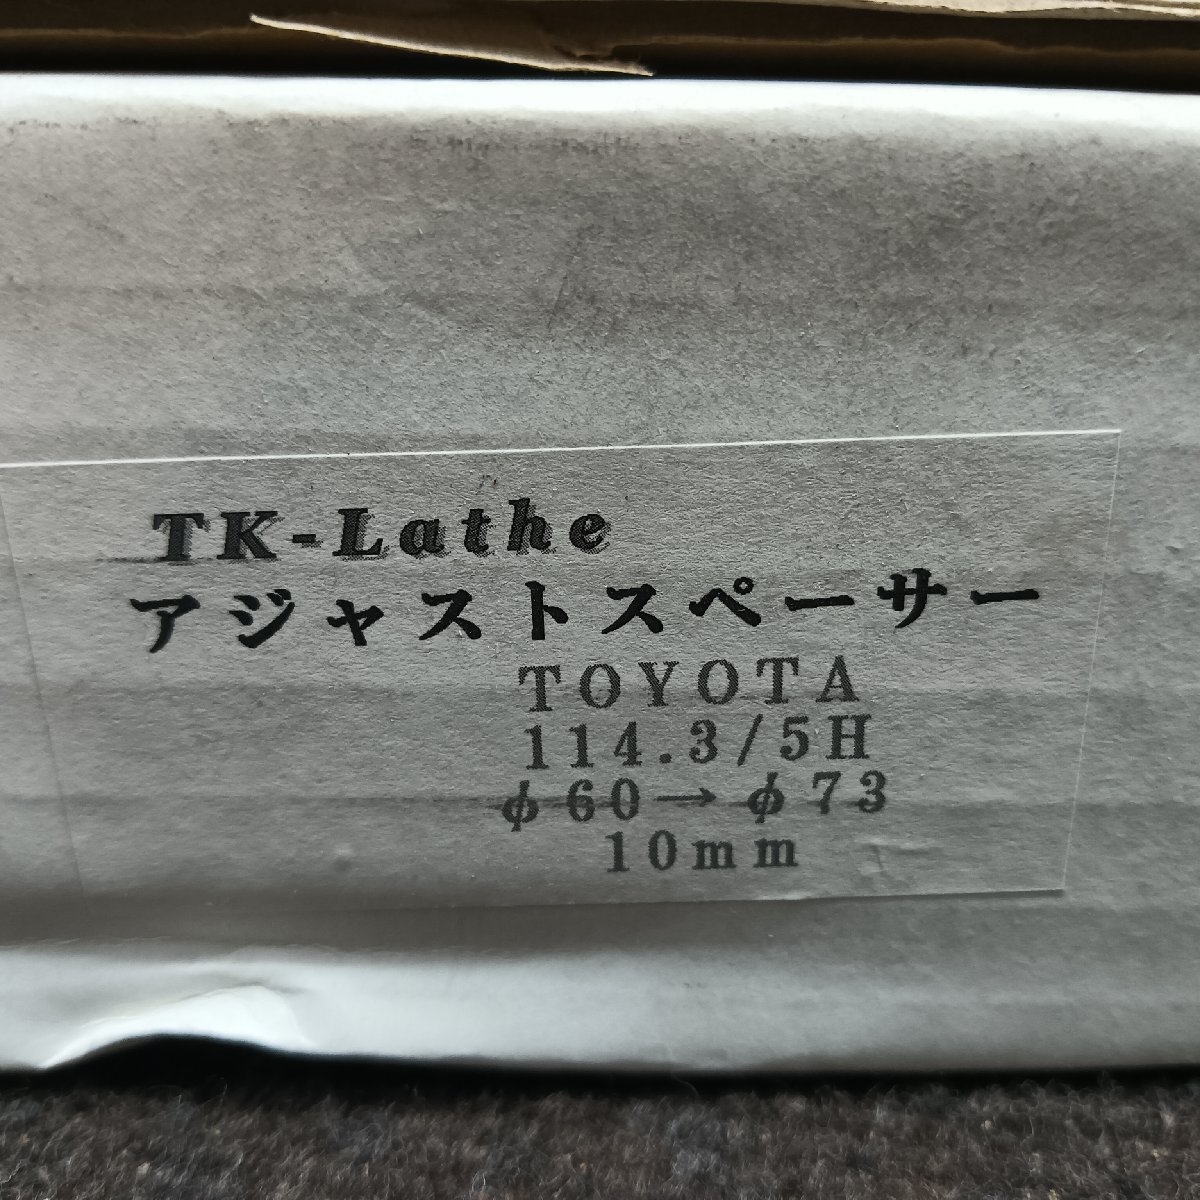 TK-Lathe
アジャストスペーサー
TOYOTA
114.3/5H
φ60→φ73
10mm